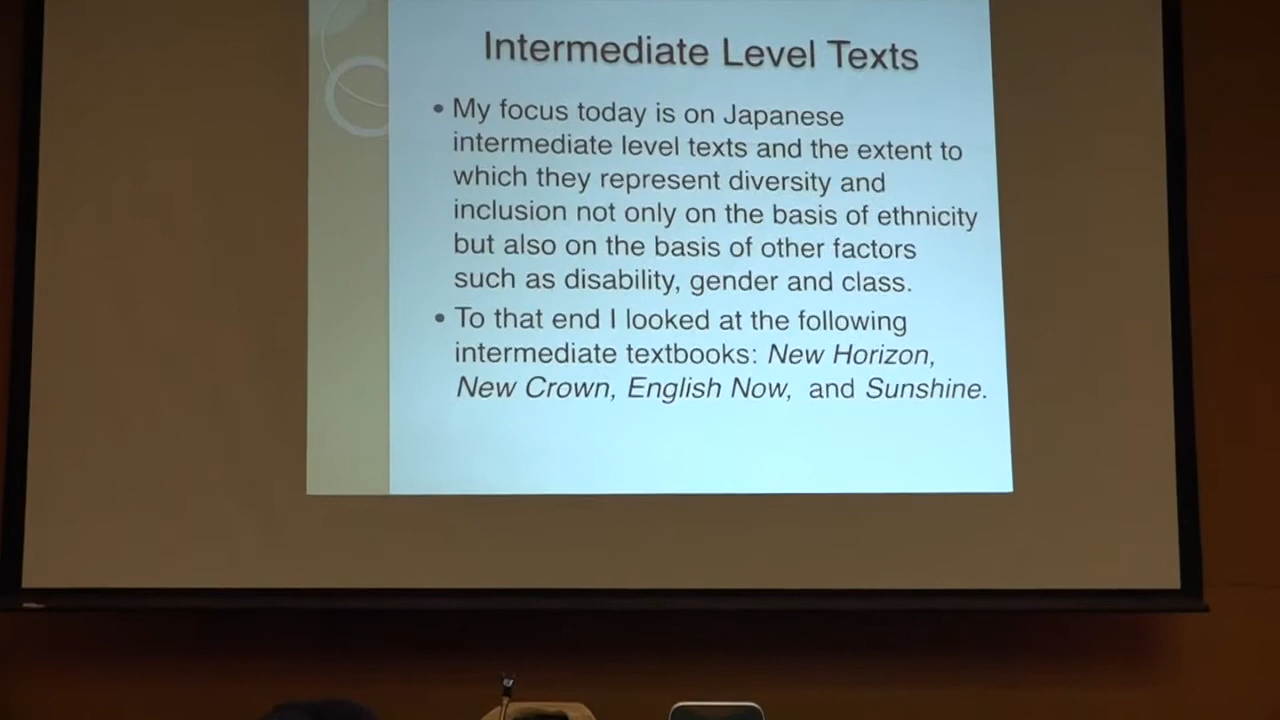 Intermediate Level Texts
• My focus today is on Japanese
intermediate level texts and the extent to
which they represent diversity and
inclusion not only on the basis of ethnicity
but also on the basis of other factors
such as disability, gender and class.
• To that end I looked at the following
intermediate textbooks: New Horizon,
New Crown, English Now, and Sunshine.